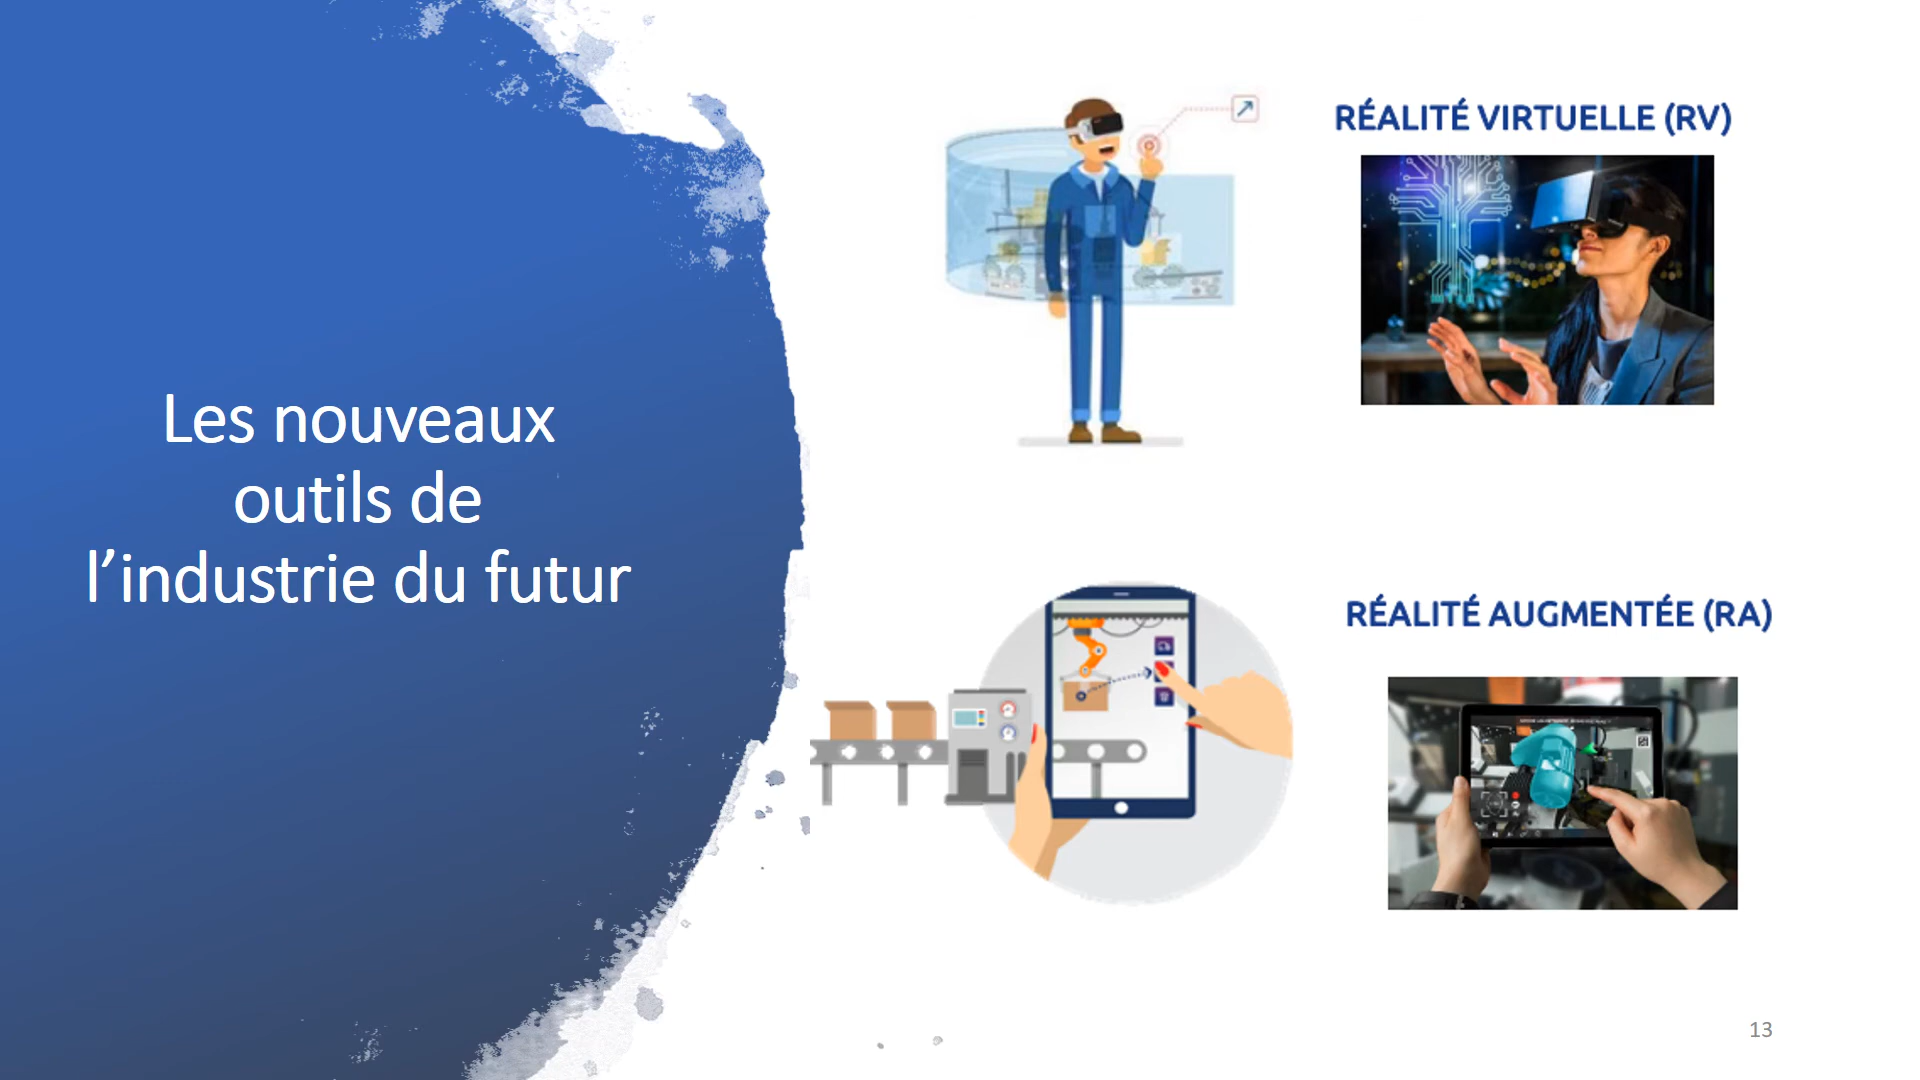 Les nouveaux
outils de
l’industrie du futur
RÉALITÉ VIRTUELLE (RV)
RÉALITÉ AUGMENTÉE (RA)
13